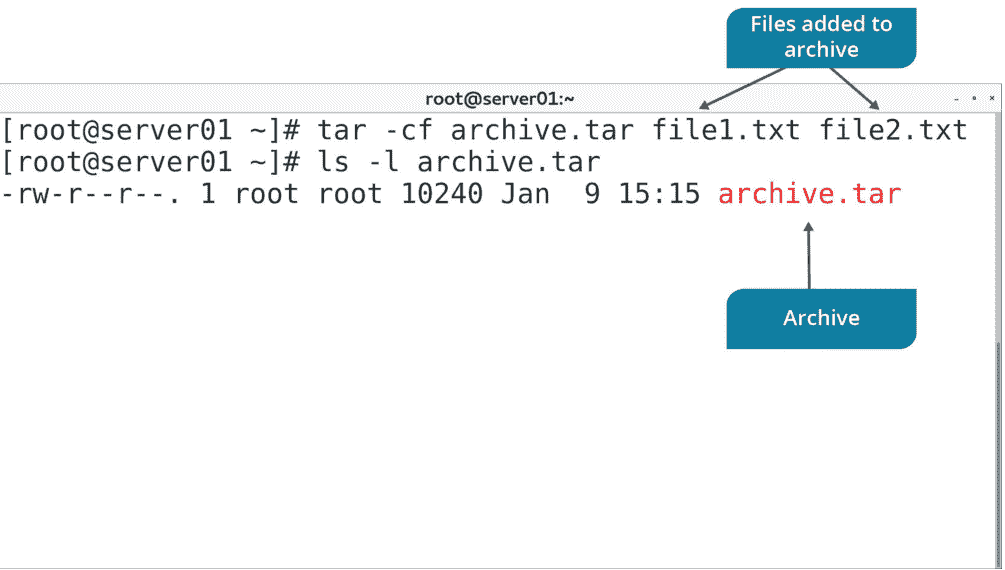 Files added to
archive
root@server01:~
[root@server01 ~]# tar -cf archive.tar file1.txt file2.txt
[root@server01 ~]# ls -l archive.tar
-rw-r--r--. 1 root root 10240 Jan  9 15:15 archive.tar
Archive